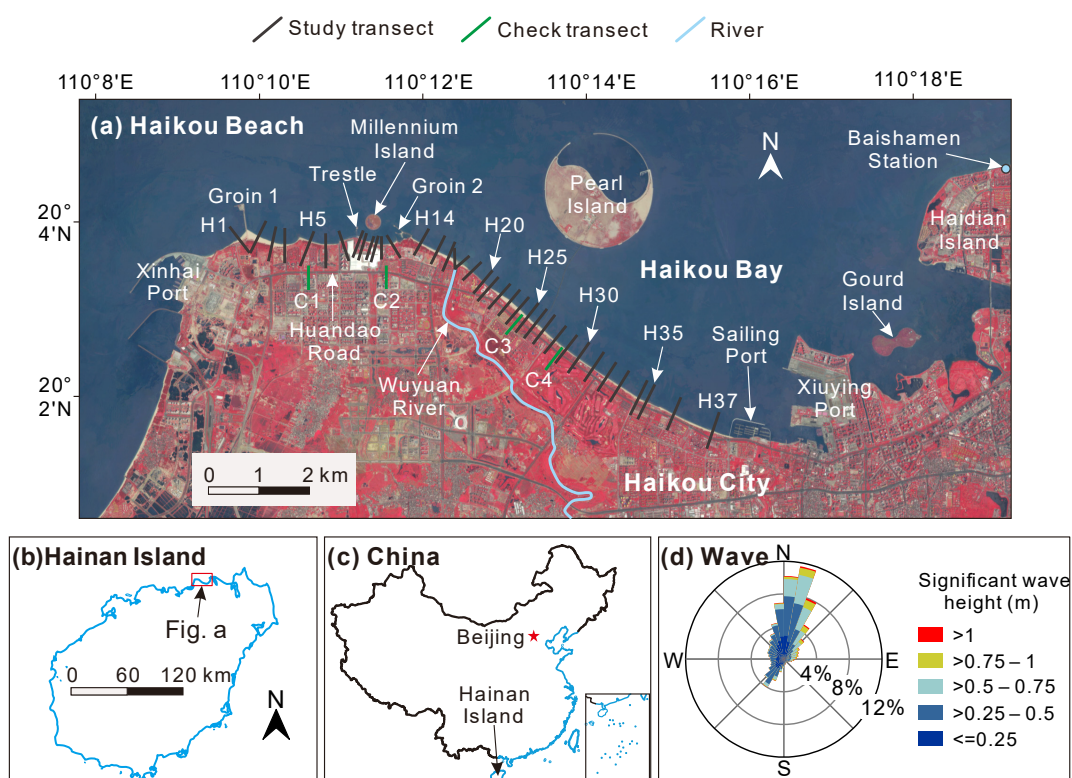 Study transect
Check transect
River
110°8'E
110°10'E
110°12'E
110°14'E
110°16'E
110°18'E
(a) Haikou Beach
Millennium
Island
N
Baishamen
Station
Trestle
Groin 1
Groin 2
Pearl
Island
20°
4'N
H1
H5
H14
H20
Haidian
Island
Xinhai
Port
H25
Haikou Bay
Gourd
Island
C1
C2
H30
Huandao
Road
C3
H35
Sailing
Port
C4
Wuyuan
River
20°
2'N
H37
Xiuying
Port
0 1 2 km
Haikou City
(b)Hainan Island
Fig. a
0 60 120 km
N
(c) China
Beijing
Hainan
Island
(d) Wave
N
W
E
S
4%
8%
12%
Significant wave
height (m)
>1
>0.75–1
>0.5–0.75
>0.25–0.5
<=0.25